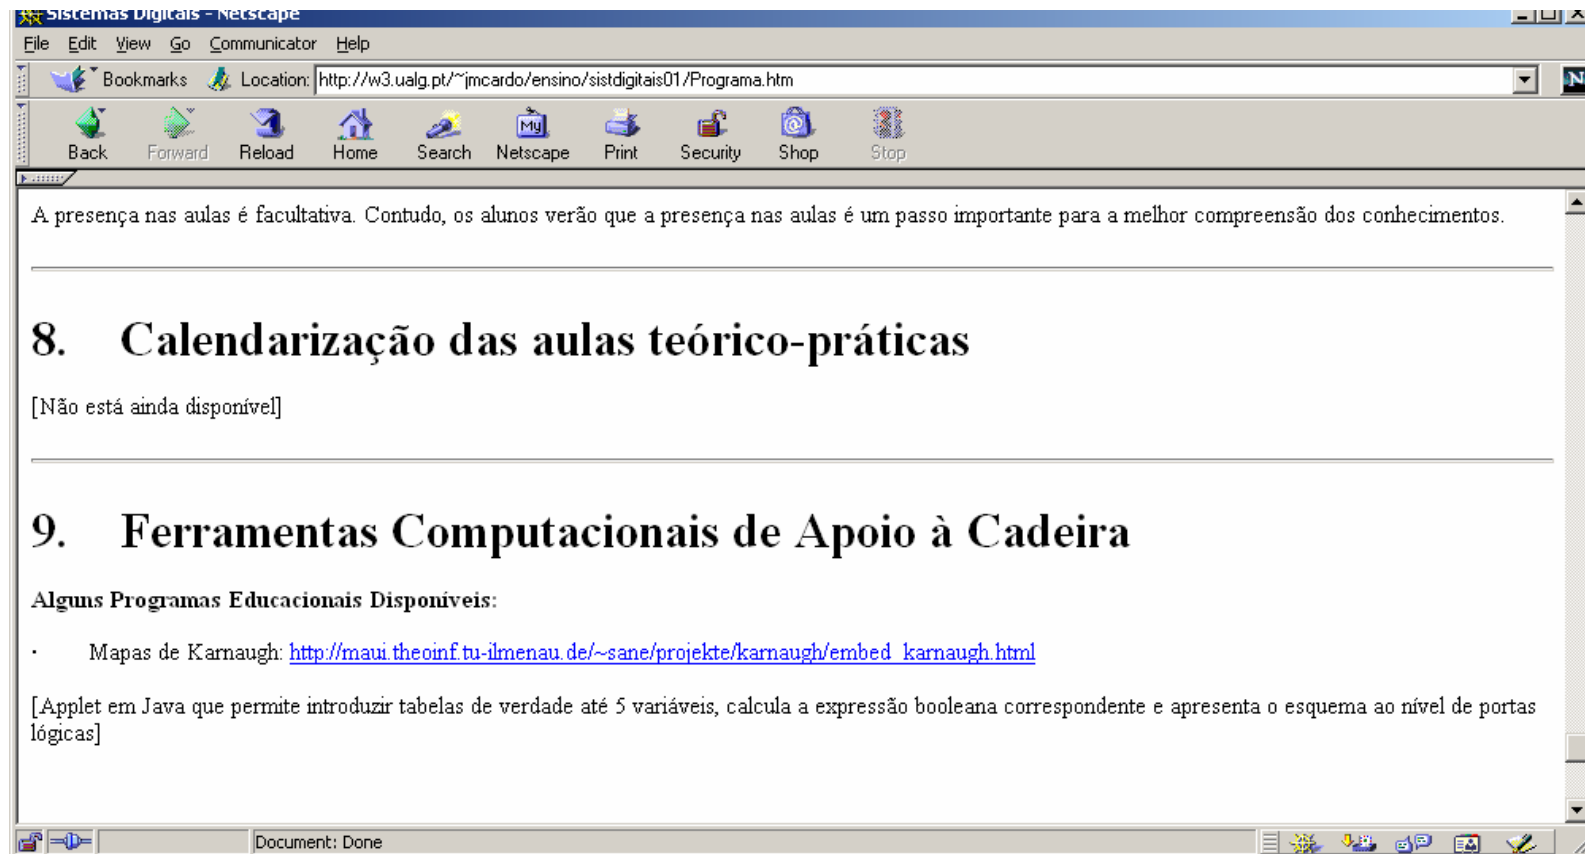 Sistemas Digitais - Netscape
File Edit View Go Communicator Help
Bookmarks Location: http://w3.ualg.pt/~jmcardo/ensino/sistdigitais01/Programa.htm
N
My
Back Forward Reload Home Search Netscape Print Security Shop Stop
A presença nas aulas é facultativa. Contudo, os alunos verão que a presença nas aulas é um passo importante para a melhor compreensão dos conhecimentos.
8. Calendarização das aulas teórico-práticas
[Não está ainda disponível]
9. Ferramentas Computacionais de Apoio à Cadeira
Alguns Programas Educacionais Disponíveis:
· Mapas de Karnaugh: http://maui.theoinf.tu-ilmenau.de/~sane/projekte/karnaugh/embed_karnaugh.html
[Applet em Java que permite introduzir tabelas de verdade até 5 variáveis, calcula a expressão booleana correspondente e apresenta o esquema ao nível de portas
lógicas]
Document: Done